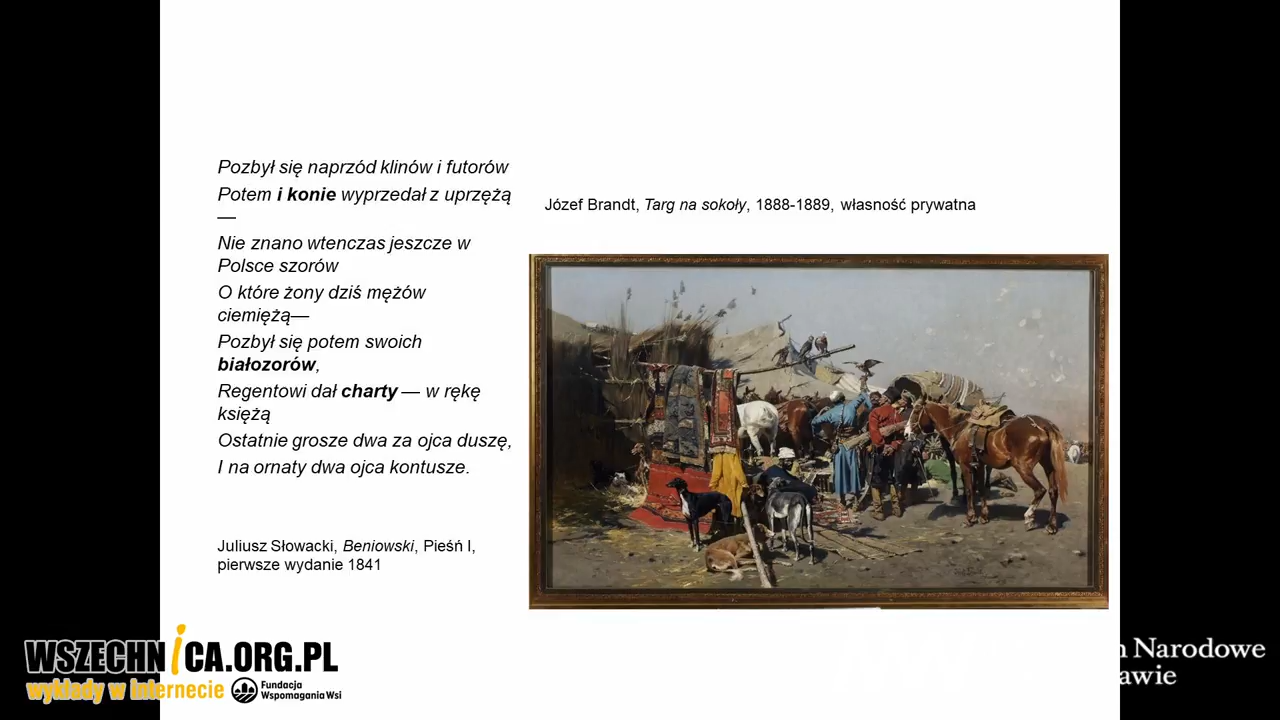 Pozbył się naprzód klinów i futorów
Potem i konie wyprzedał z uprzężą
—
Nie znano wtenczas jeszcze w
Polsce szorów
O które żony dziś mężów
ciemiężą—
Pozbył się potem swoich
białozorów,
Regentowi dał charty — w rękę
księżą
Ostatnie grosze dwa za ojca duszę,
I na ornaty dwa ojca kontusze.
Juliusz Słowacki, Beniowski, Pieśń I,
pierwsze wydanie 1841
Józef Brandt, Targ na sokoły, 1888-1889, własność prywatna
WSZECHNICA.ORG.PL
wykłady w internecie
Fundacja
Wspomagania Wsi
Narodowe